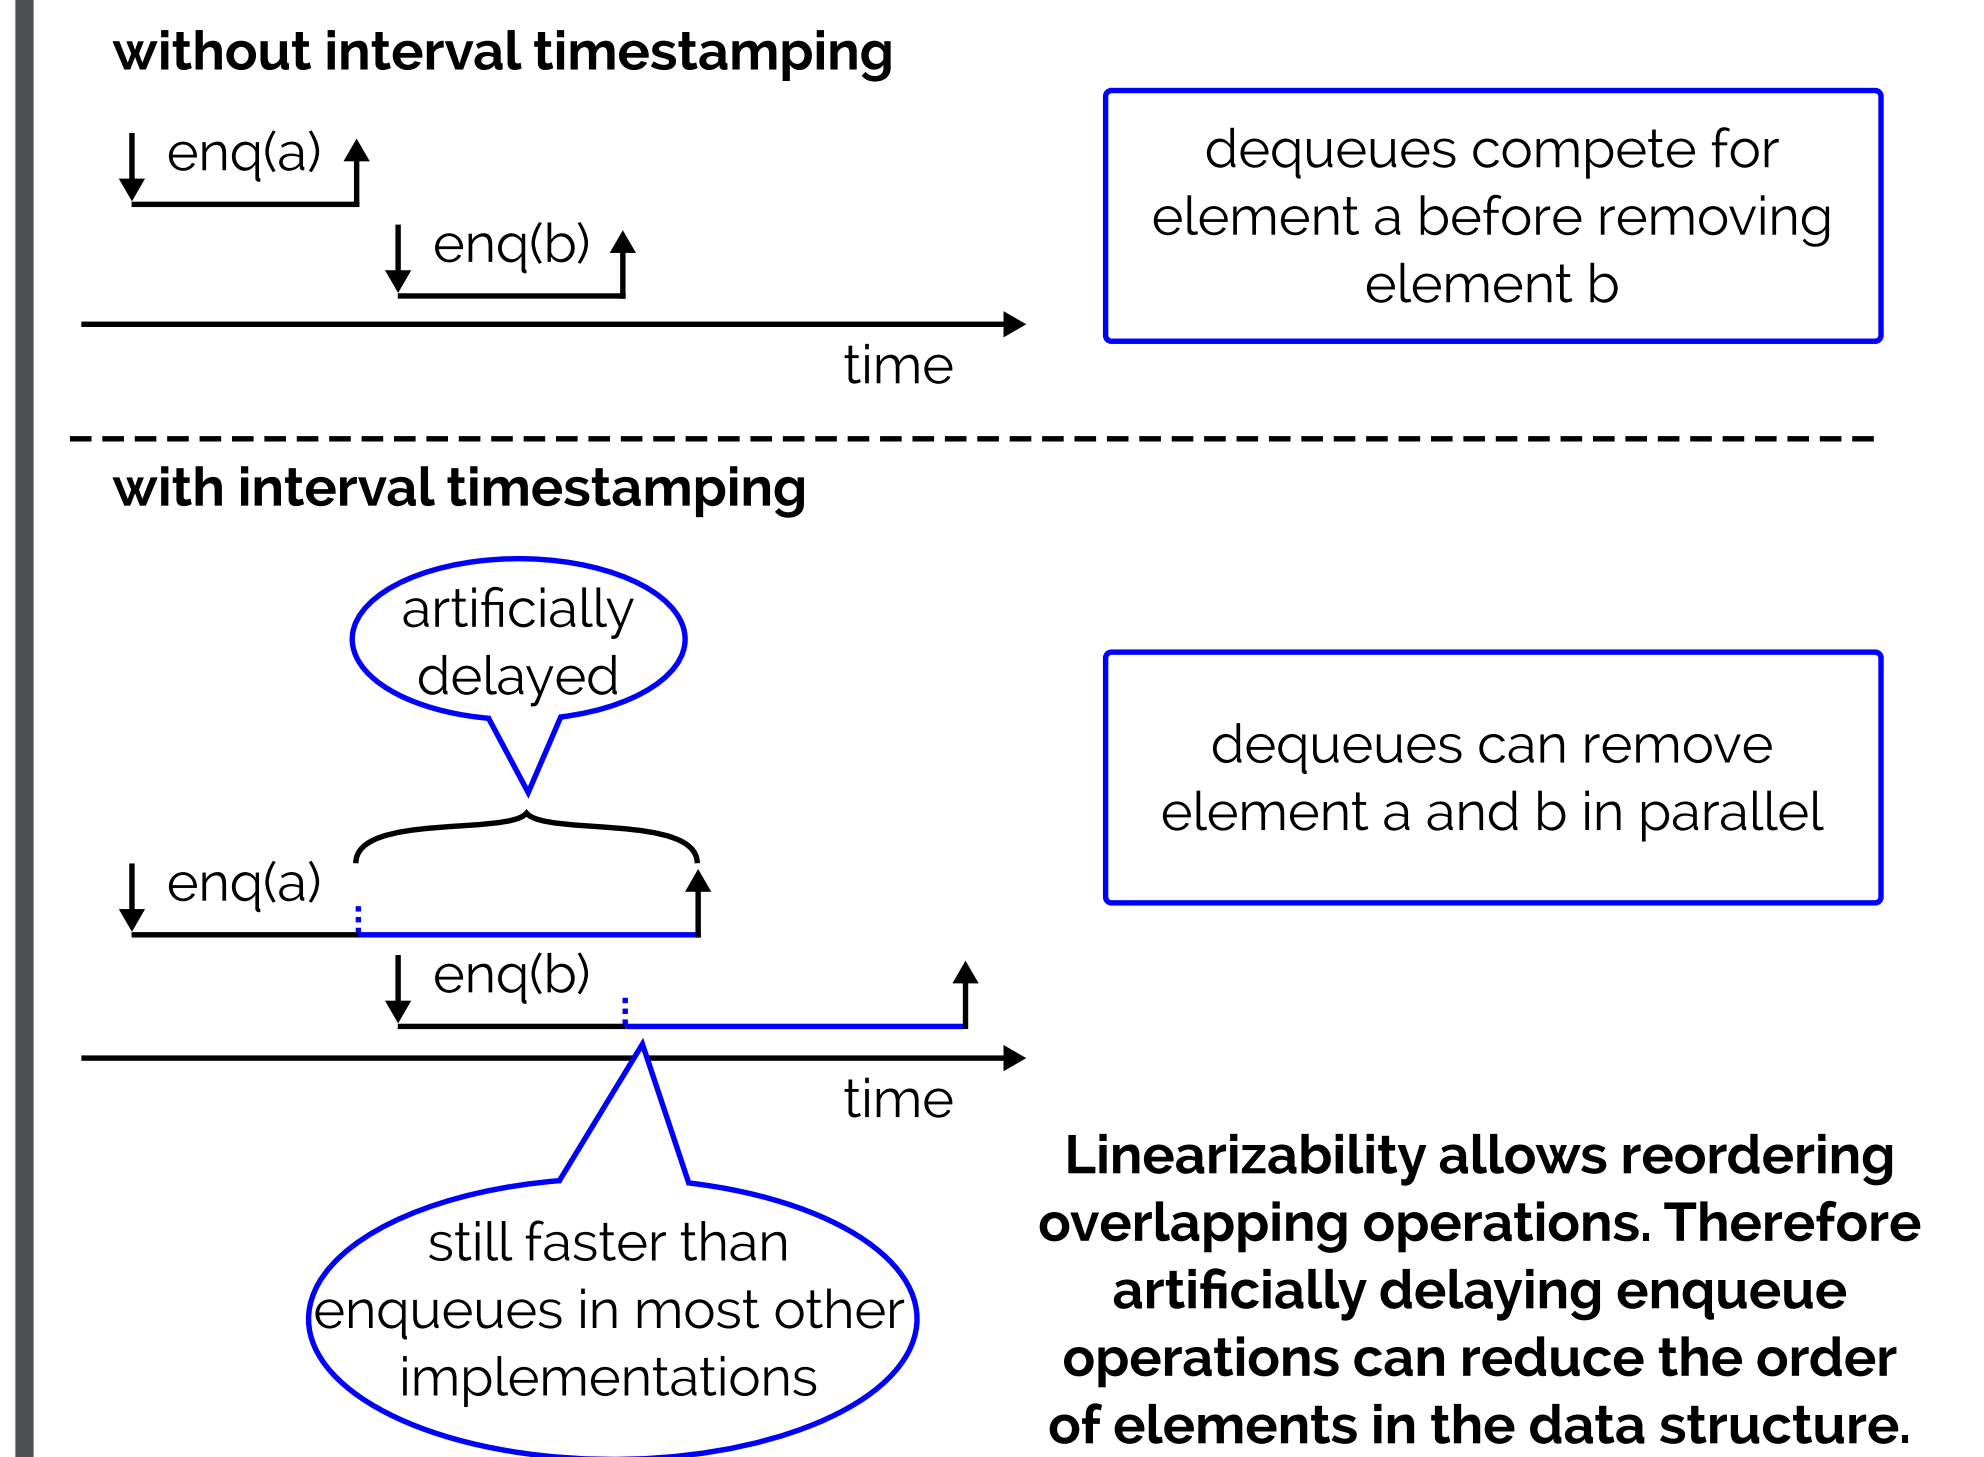 without interval timestamping
enq(a)
enq(b)
time
dequeues compete for
element a before removing
element b
with interval timestamping
artificially
delayed
enq(a)
enq(b)
time
dequeues can remove
element a and b in parallel
still faster than
enqueues in most other
implementations
Linearizability allows reordering
overlapping operations. Therefore
artificially delaying enqueue
operations can reduce the order
of elements in the data structure.